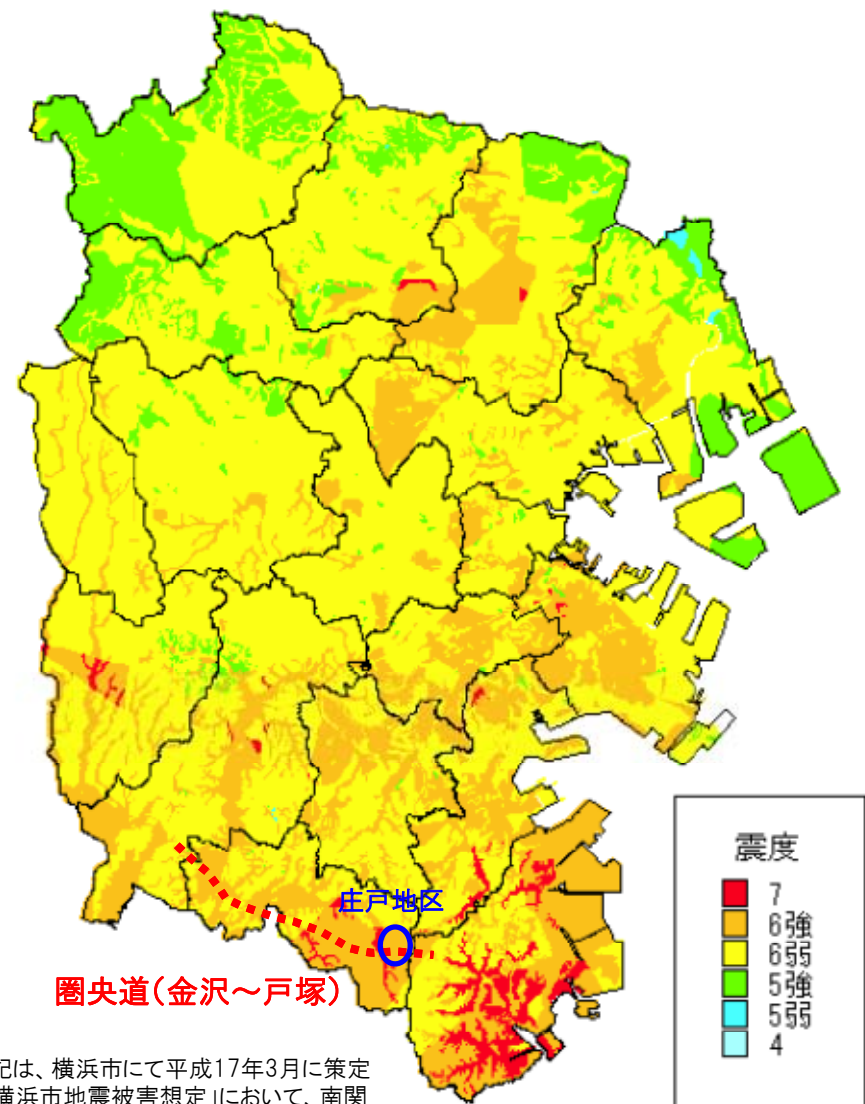 庄戸地区
圏央道(金沢～戸塚)
震度
7
6強
6弱
5強
5弱
4
記は、横浜市にて平成17年3月に策定
横浜市地震被害想定」において、南関